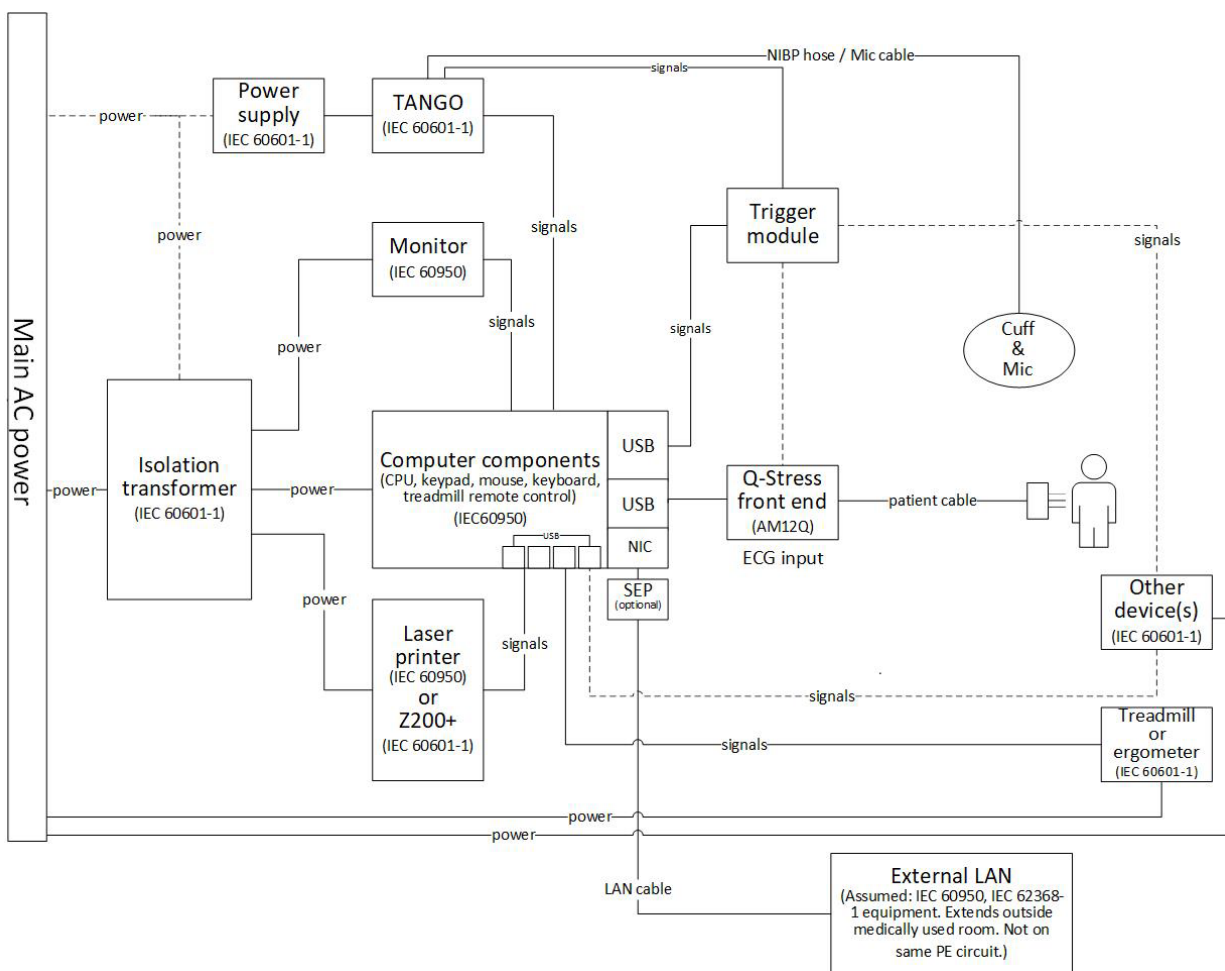 NIBP hose / Mic cable
signals
Power
supply
(IEC 60601-1)
TANGO
(IEC 60601-1)
power
Trigger
module
signals
power
Monitor
(IEC 60950)
signals
signals
signals
power
Cuff
&
Mic
Main AC power
Isolation
transformer
(IEC 60601-1)
power
power
Computer components
(CPU, keypad, mouse, keyboard,
treadmill remote control)
(IEC60950)
USB
USB
USB
NIC
Q-Stress
front end
(AM12Q)
ECG input
patient cable
SEP
(optional)
Other
device(s)
(IEC 60601-1)
power
Laser
printer
(IEC 60950)
or
Z200+
(IEC 60601-1)
signals
signals
signals
Treadmill
or
ergometer
(IEC 60601-1)
power
power
LAN cable
External LAN
(Assumed: IEC 60950, IEC 62368-
1 equipment. Extends outside
medically used room. Not on
same PE circuit.)